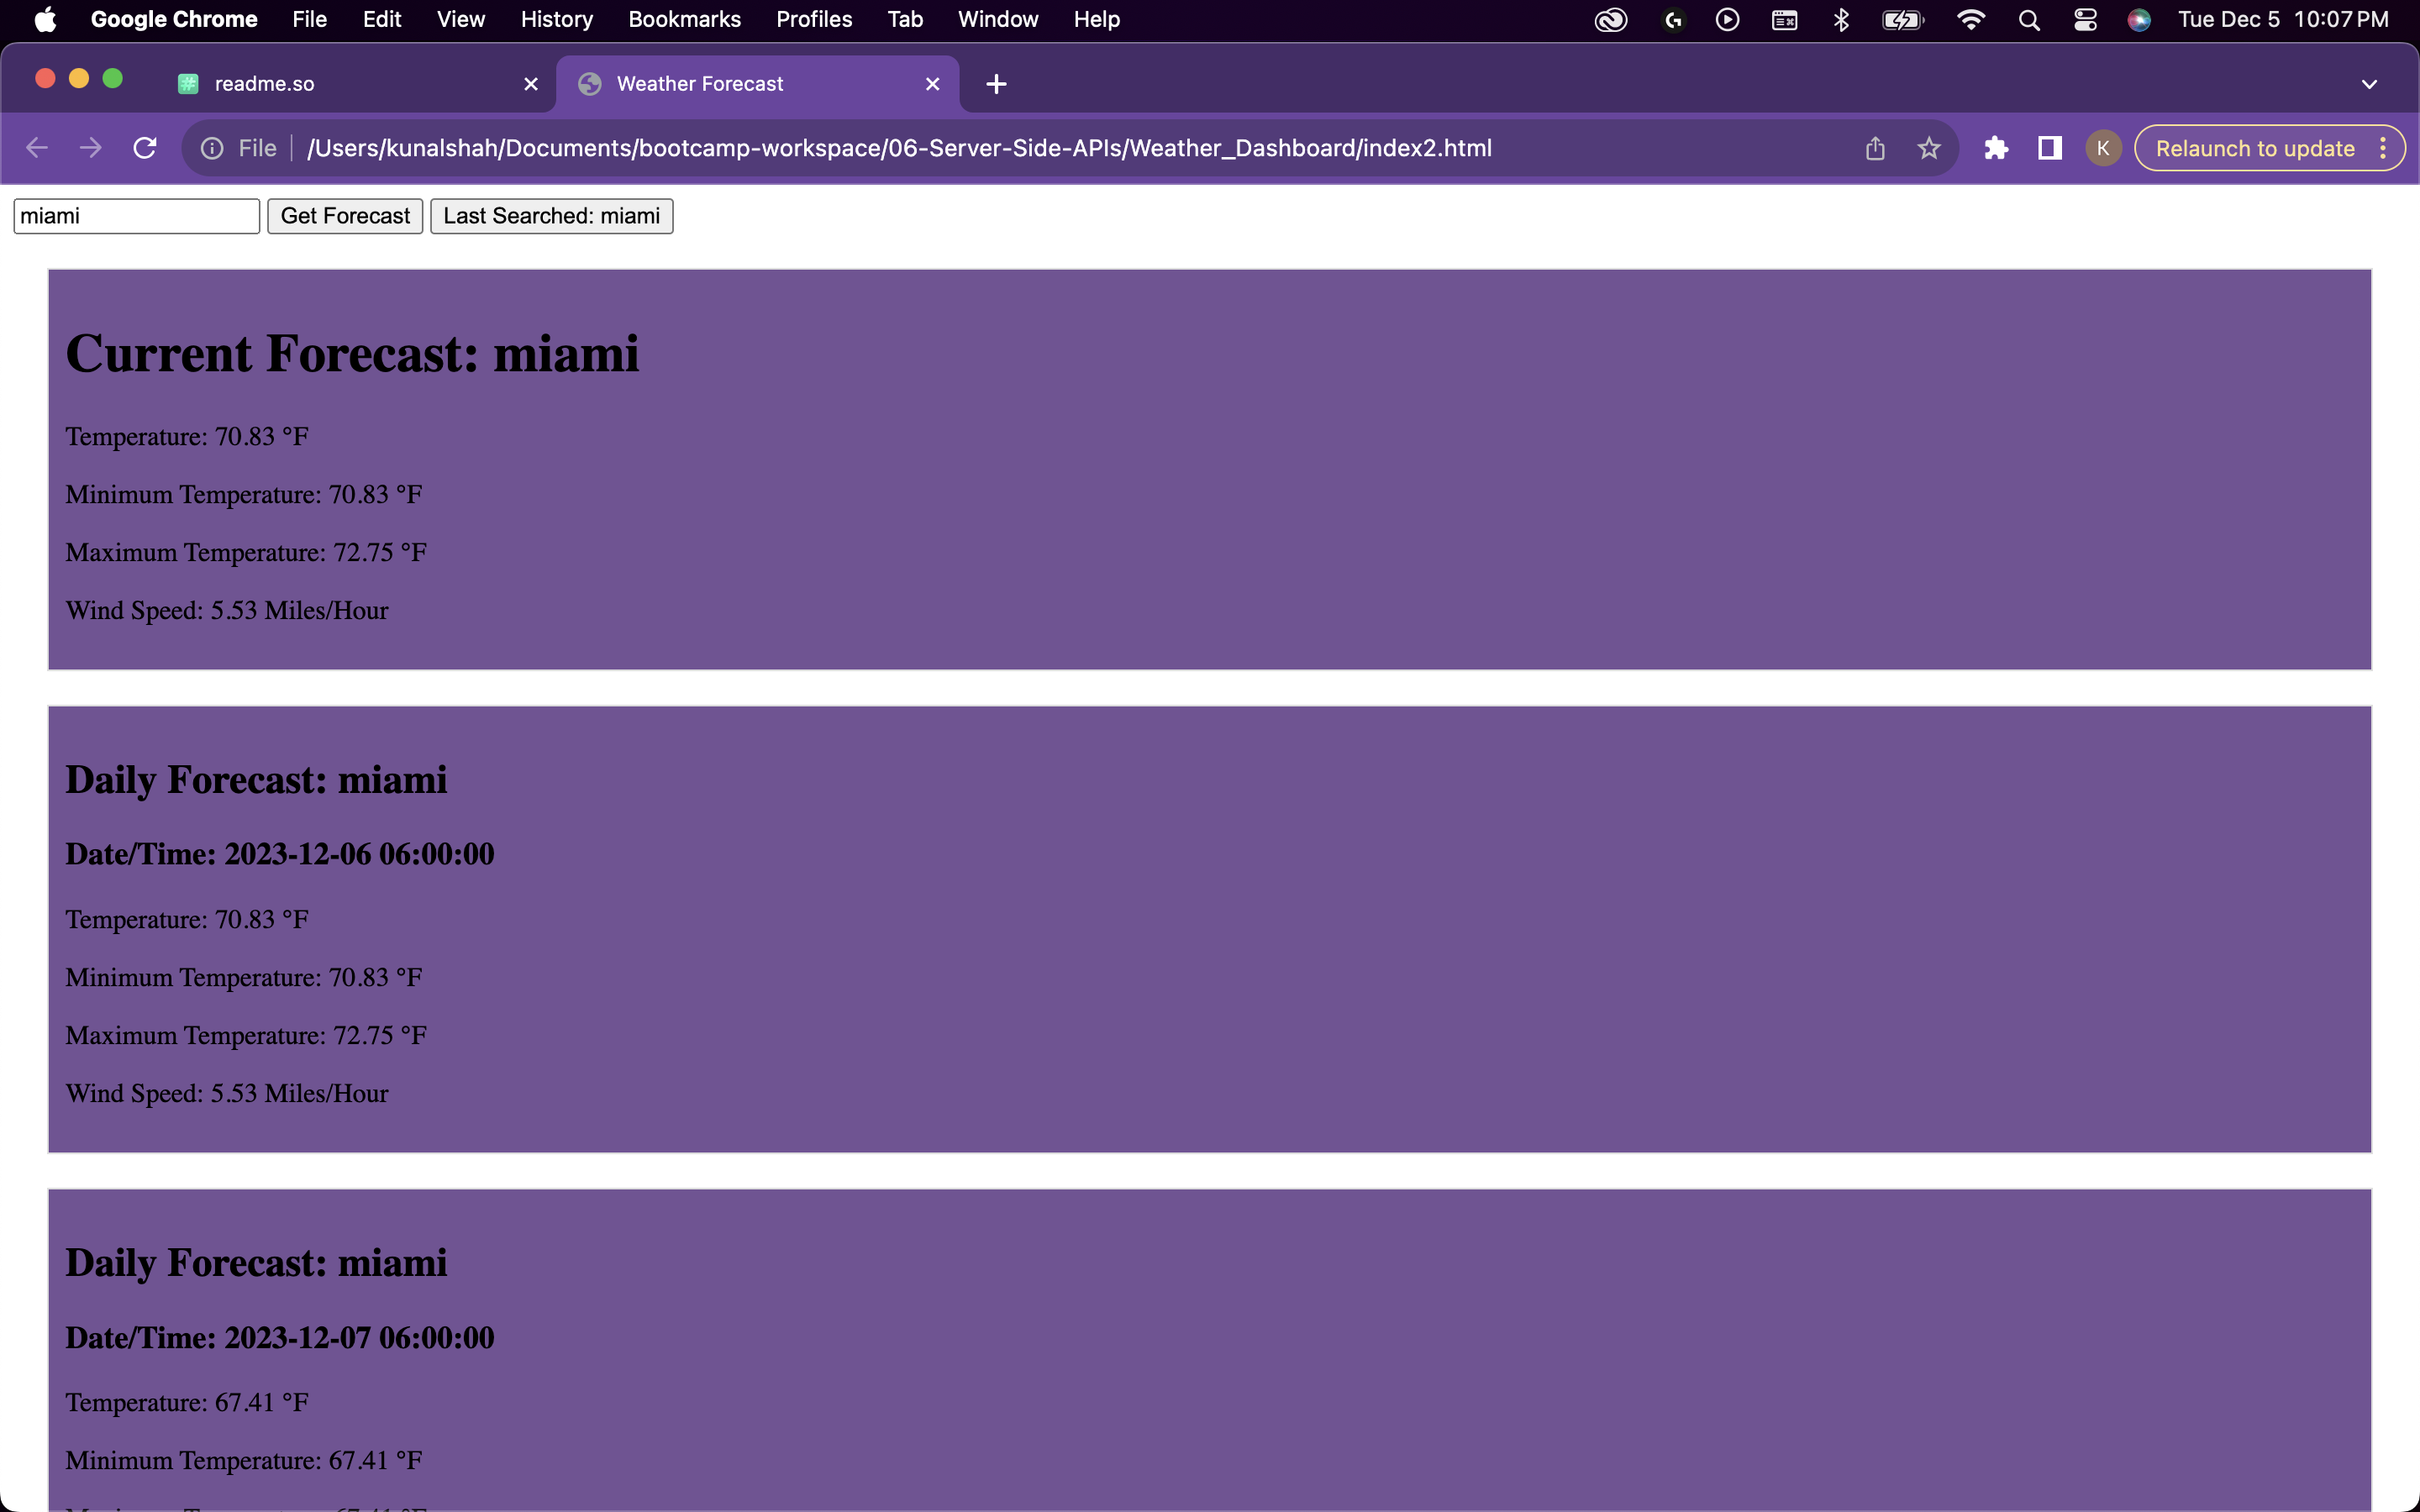 Google Chrome File Edit View History Bookmarks Profiles Tab Window Help Tue Dec 5 10:07 PM
readme.so Weather Forecast
File /Users/kunalshah/Documents/bootcamp-workspace/06-Server-Side-APIs/Weather_Dashboard/index2.html K Relaunch to update
miami Get Forecast Last Searched: miami
Current Forecast: miami
Temperature: 70.83 °F
Minimum Temperature: 70.83 °F
Maximum Temperature: 72.75 °F
Wind Speed: 5.53 Miles/Hour
Daily Forecast: miami
Date/Time: 2023-12-06 06:00:00
Temperature: 70.83 °F
Minimum Temperature: 70.83 °F
Maximum Temperature: 72.75 °F
Wind Speed: 5.53 Miles/Hour
Daily Forecast: miami
Date/Time: 2023-12-07 06:00:00
Temperature: 67.41 °F
Minimum Temperature: 67.41 °F